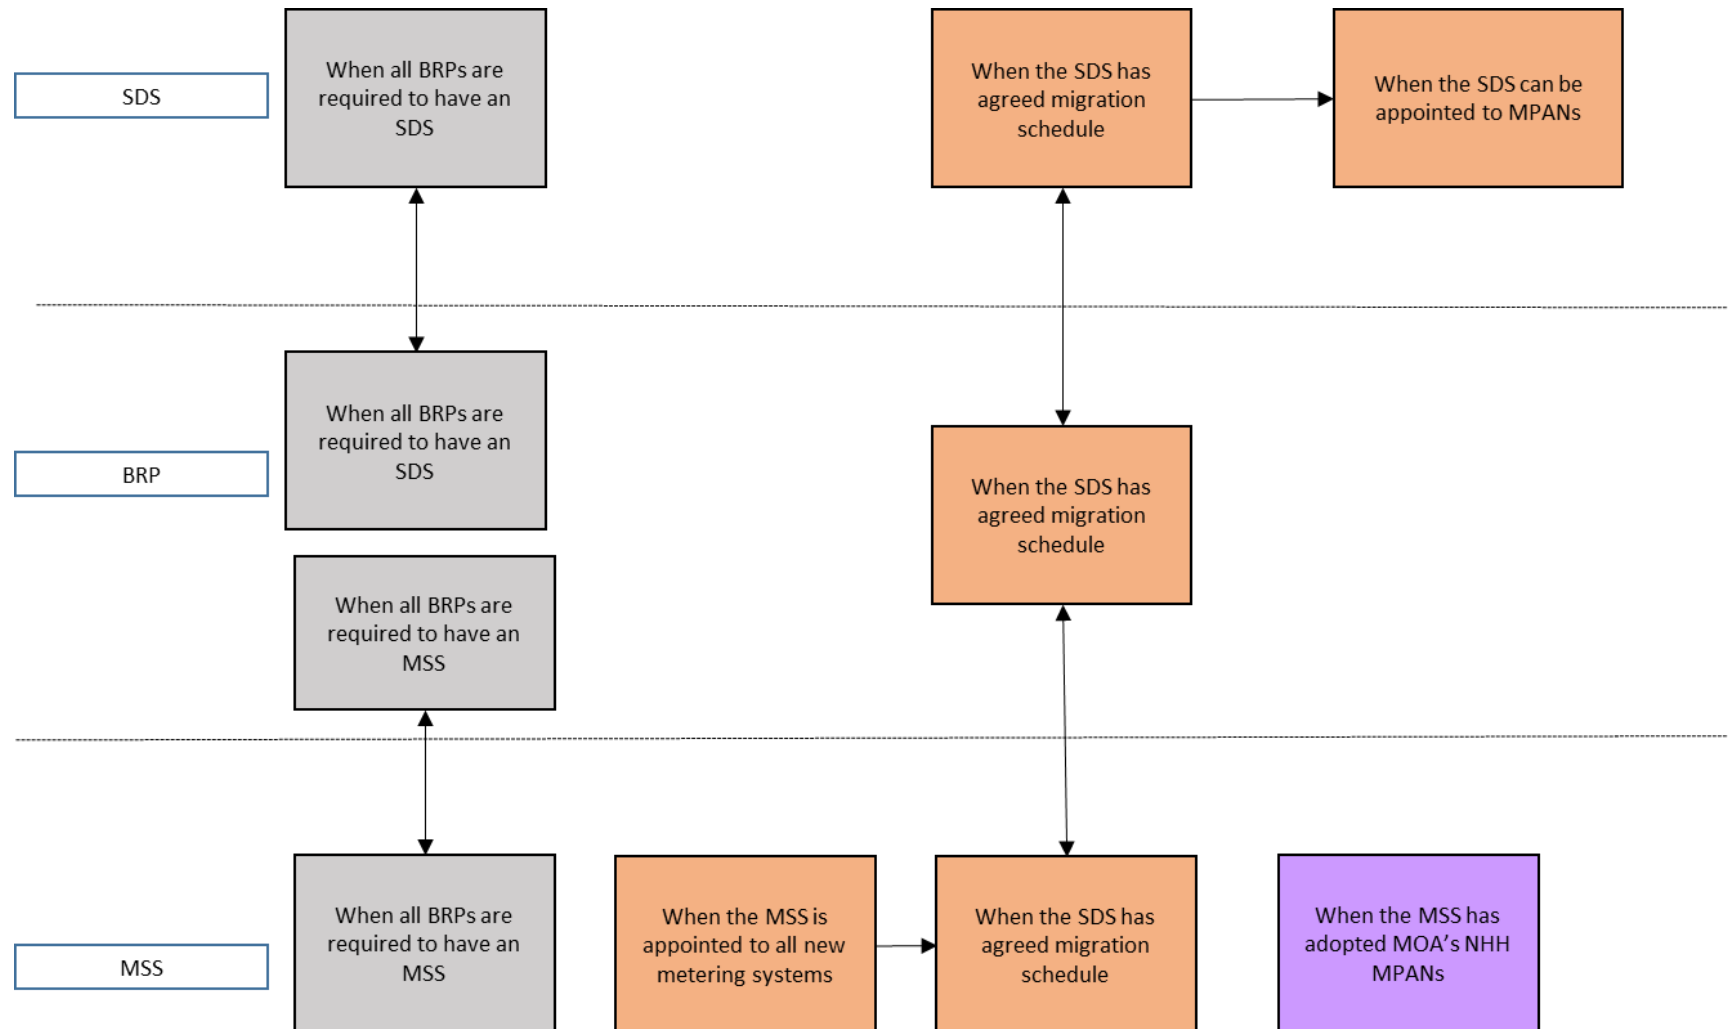 SDS
When all BRPs are
required to have an
SDS
When the SDS has
agreed migration
schedule
When the SDS can be
appointed to MPANs
BRP
When all BRPs are
required to have an
SDS
When the SDS has
agreed migration
schedule
When all BRPs are
required to have an
MSS
MSS
When all BRPs are
required to have an
MSS
When the MSS is
appointed to all new
metering systems
When the SDS has
agreed migration
schedule
When the MSS has
adopted MOA’s NHH
MPANs